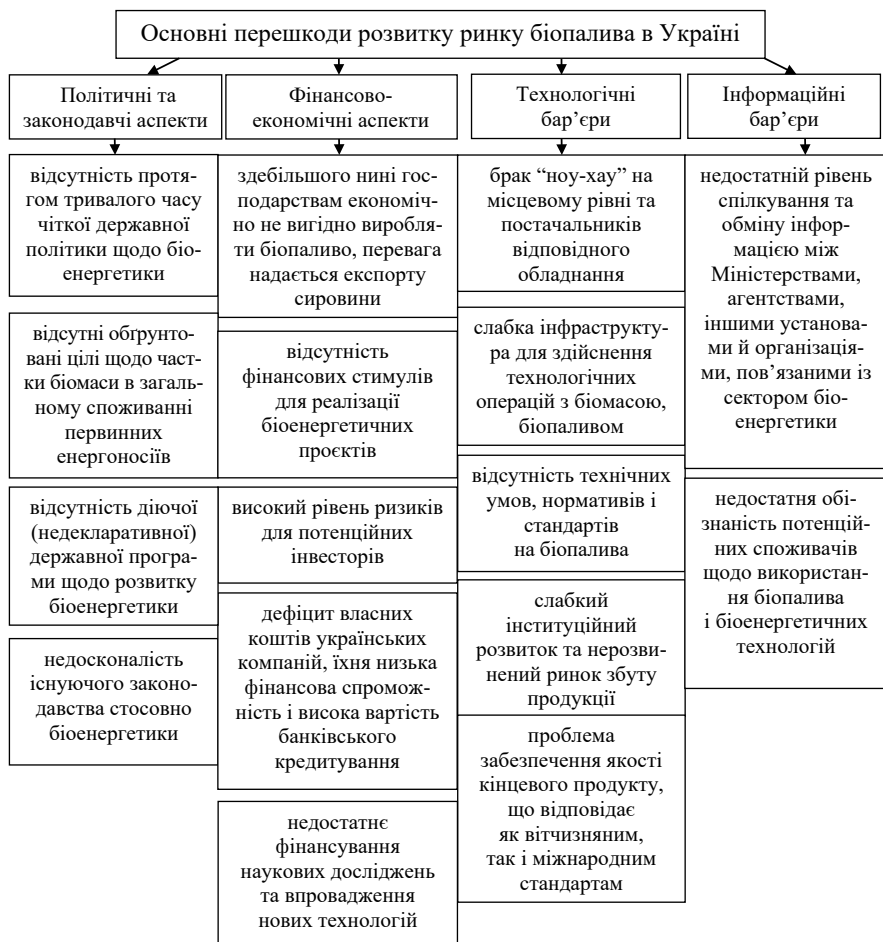 Основні перешкоди розвитку ринку біопалива в Україні
Політичні та
законодавчі аспекти
відсутність протя-
гом тривалого часу
чіткої державної
політики щодо біо-
енергетики
відсутні обґрунто-
вані цілі щодо част-
ки біомаси в загаль-
ному споживанні
первинних
енергоносіїв
відсутність діючої
(недекларативної)
державної програ-
ми щодо розвитку
біоенергетики
недосконалість
існуючого законо-
давства стосовно
біоенергетики
Фінансово-
економічні аспекти
здебільшого нині гос-
подарствам економіч-
но не вигідно виробля-
ти біопаливо, перевага
надається експорту
сировини
відсутність
фінансових стимулів
для реалізації
біоенергетичних
проєктів
високий рівень ризиків
для потенційних
інвесторів
дефіцит власних
коштів українських
компаній, їхня низька
фінансова спромож-
ність і висока вартість
банківського
кредитування
недостатнє
фінансування
наукових досліджень
та впровадження
нових технологій
Технологічні
бар’єри
брак “ноу-хау” на
місцевому рівні та
постачальників
відповідного
обладнання
слабка інфраструкту-
ра для здійснення
технологічних
операцій з біомасою,
біопаливом
відсутність технічних
умов, нормативів і
стандартів
на біопалива
слабкий
інституційний
розвиток та нерозви-
нений ринок збуту
продукції
проблема
забезпечення якості
кінцевого продукту,
що відповідає
як вітчизняним,
так і міжнародним
стандартам
Інформаційні
бар’єри
недостатній рівень
спілкування та
обміну інфор-
мацією між
Міністерствами,
агентствами,
іншими установа-
ми й організація-
ми, пов’язаними із
сектором біо-
енергетики
недостатня обі-
знаність потенцій-
них споживачів
щодо використан-
ня біопалива
і біоенергетичних
технологій